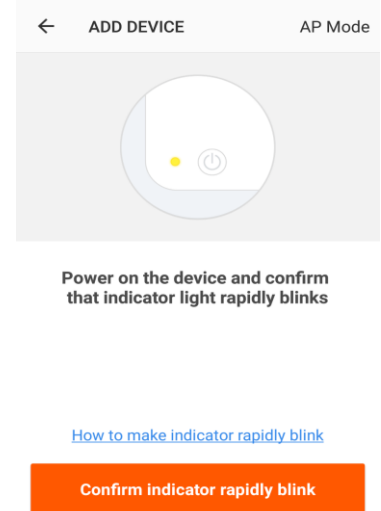 ADD DEVICE
AP Mode
Power on the device and confirm
that indicator light rapidly blinks
How to make indicator rapidly blink
Confirm indicator rapidly blink